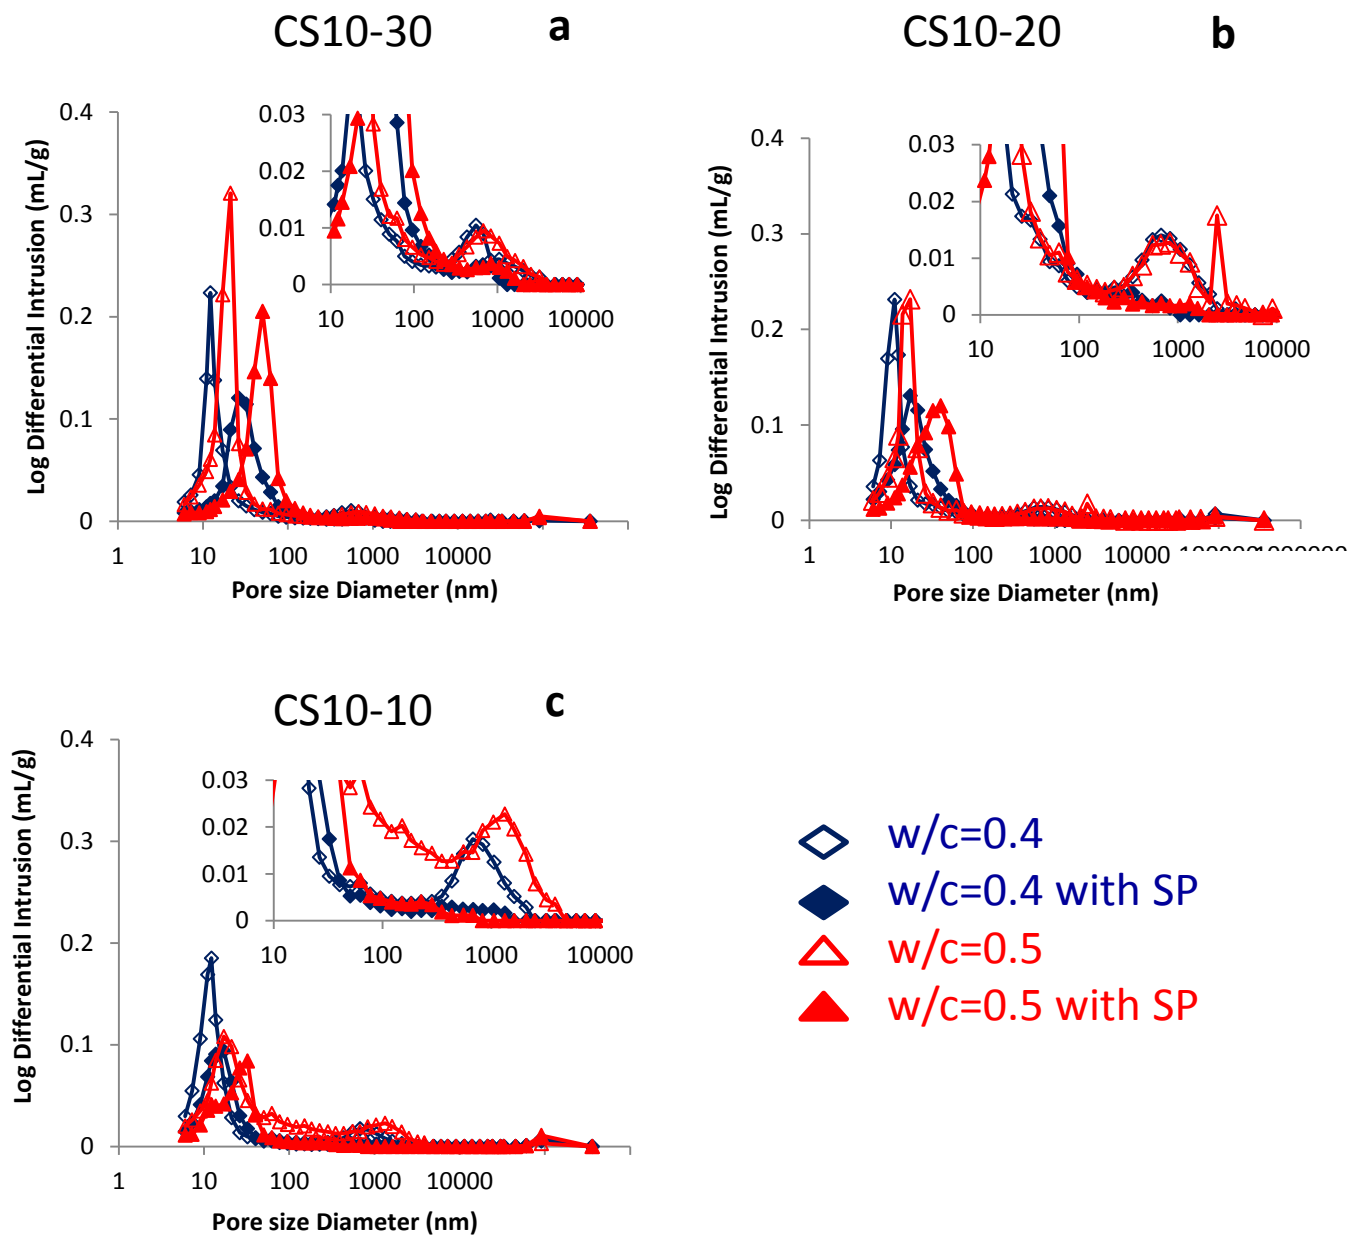 CS10-30 a
0.4
0.3
0.2
0.1
0
Log Differential Intrusion (mL/g)
1 10 100 1000 10000
Pore size Diameter (nm)
0.03
0.02
0.01
0
10 100 1000 10000
CS10-20 b
0.4
0.3
0.2
0.1
0
Log Diffrential Intrusion (mL/g)
1 10 100 1000 10000
Pore size Diameter (nm)
0.03
0.02
0.01
0
10 100 1000 10000
CS10-10 c
0.4
0.3
0.2
0.1
0
Log Differential Intrusion (mL/g)
1 10 100 1000 10000
Pore size Diameter (nm)
0.03
0.02
0.01
0
10 100 1000 10000
w/c=0.4
w/c=0.4 with SP
w/c=0.5
w/c=0.5 with SP